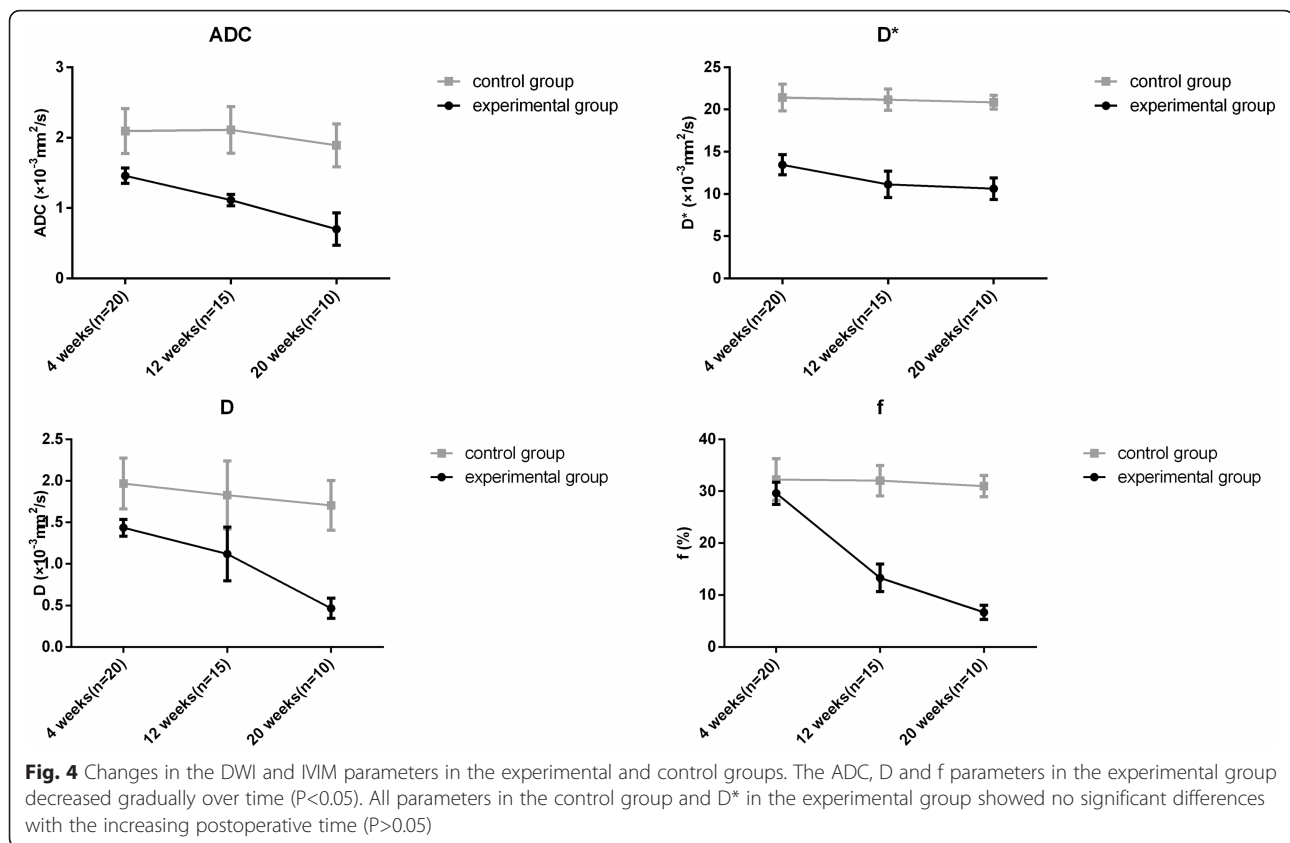 ADC
3
2
1
0
ADC (×10⁻³mm²/s)
4 weeks(n=20)
12 weeks(n=15)
20 weeks(n=10)
control group
experimental group
D*
25
20
15
10
5
0
D* (×10⁻³mm²/s)
4 weeks(n=20)
12 weeks(n=15)
20 weeks(n=10)
control group
experimental group
D
2.5
2.0
1.5
1.0
0.5
0.0
D (×10⁻³mm²/s)
4 weeks(n=20)
12 weeks(n=15)
20 weeks(n=10)
control group
experimental group
f
40
30
20
10
0
f (%)
4 weeks(n=20)
12 weeks(n=15)
20 weeks(n=10)
control group
experimental group
Fig. 4 Changes in the DWI and IVIM parameters in the experimental and control groups. The ADC, D and f parameters in the experimental group
decreased gradually over time (P<0.05). All parameters in the control group and D* in the experimental group showed no significant differences
with the increasing postoperative time (P>0.05)